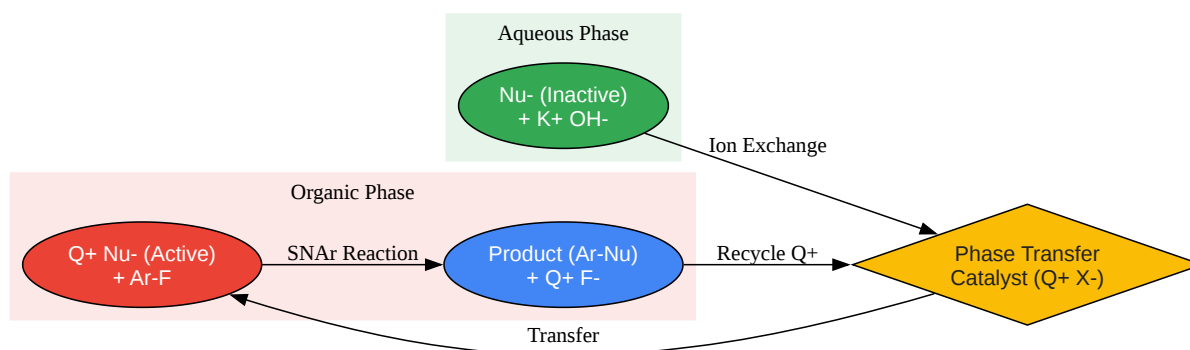 Aqueous Phase
Nu- (Inactive)
+ K+ OH-
Ion Exchange
Organic Phase
Q+ Nu- (Active)
+ Ar-F
SNAr Reaction
Product (Ar-Nu)
+ Q+ F-
Recycle Q+
Phase Transfer
Catalyst (Q+ X-)
Transfer